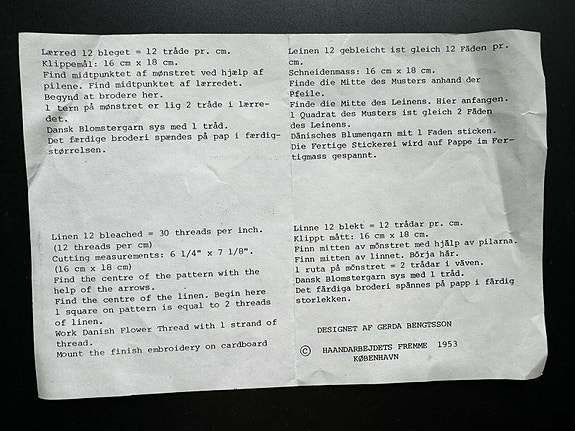 Lærred 12 bleget = 12 tråde pr. cm.
Klippemål: 16 cm x 18 cm.
Find midtpunktet af mønstret ved hjælp af
pilene. Find midtpunktet af lærredet.
Begynd at brodere her.
1 tern på mønstret er lig 2 tråde i lærre-
det.
Dansk Blomstergarn sys med 1 tråd.
Det færdige broderi spændes på pap i færdig-
størrelsen.
Leinen 12 gebleicht ist gleich 12 Fäden pr.
cm.
Schneidenmass: 16 cm x 18 cm.
Finde die Mitte des Musters anhand der
Pfeile.
Finde die Mitte des Leinens. Hier anfangen.
1 Quadrat des Musters ist gleich 2 Fäden
des Leinens.
Dänisches Blumengarn mit 1 Faden sticken.
Die Fertige Stickerei wird auf Pappe im Fer-
tigmass gespannt.
Linen 12 bleached = 30 threads per inch.
(12 threads per cm)
Cutting measurements: 6 1/4" x 7 1/8".
(16 cm x 18 cm)
Find the centre of the pattern with the
help of the arrows.
Find the centre of the linen. Begin here
1 square on pattern is equal to 2 threads
of linen.
Work Danish Flower Thread with 1 strand of
thread.
Mount the finish embroidery on cardboard
Linne 12 blekt = 12 trådar pr. cm.
Klippt mått: 16 cm x 18 cm.
Finn mitten av mönstret med hjälp av pilarna.
Finn mitten av linnet. Börja här.
1 ruta på mönstret = 2 trådar i väven.
Dansk Blomstergarn sys med 1 tråd.
Det färdiga broderi spännes på papp i färdig
storlekken.
DESIGNET AF GERDA BENGTSSON
© HAANDARBEJDETS FREMME 1953
KØBENHAVN